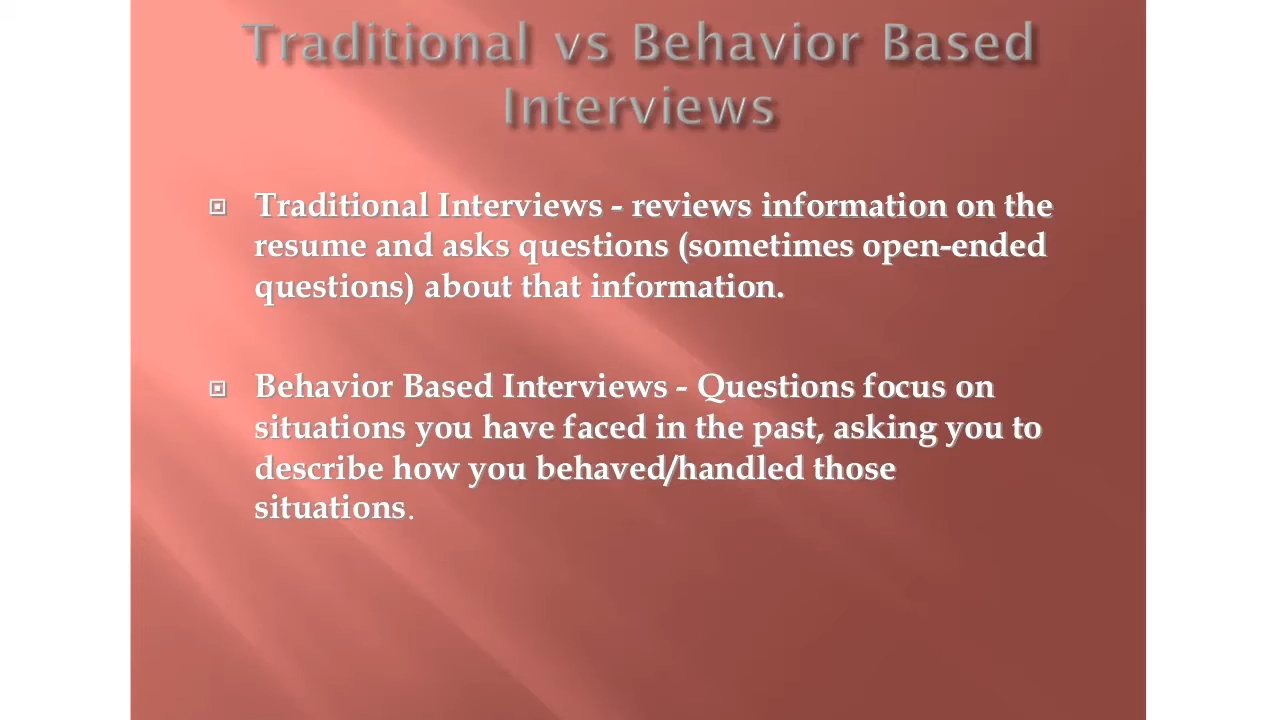 Traditional vs Behavior Based
Interviews
Traditional Interviews - reviews information on the
resume and asks questions (sometimes open-ended
questions) about that information.
Behavior Based Interviews - Questions focus on
situations you have faced in the past, asking you to
describe how you behaved/handled those
situations.